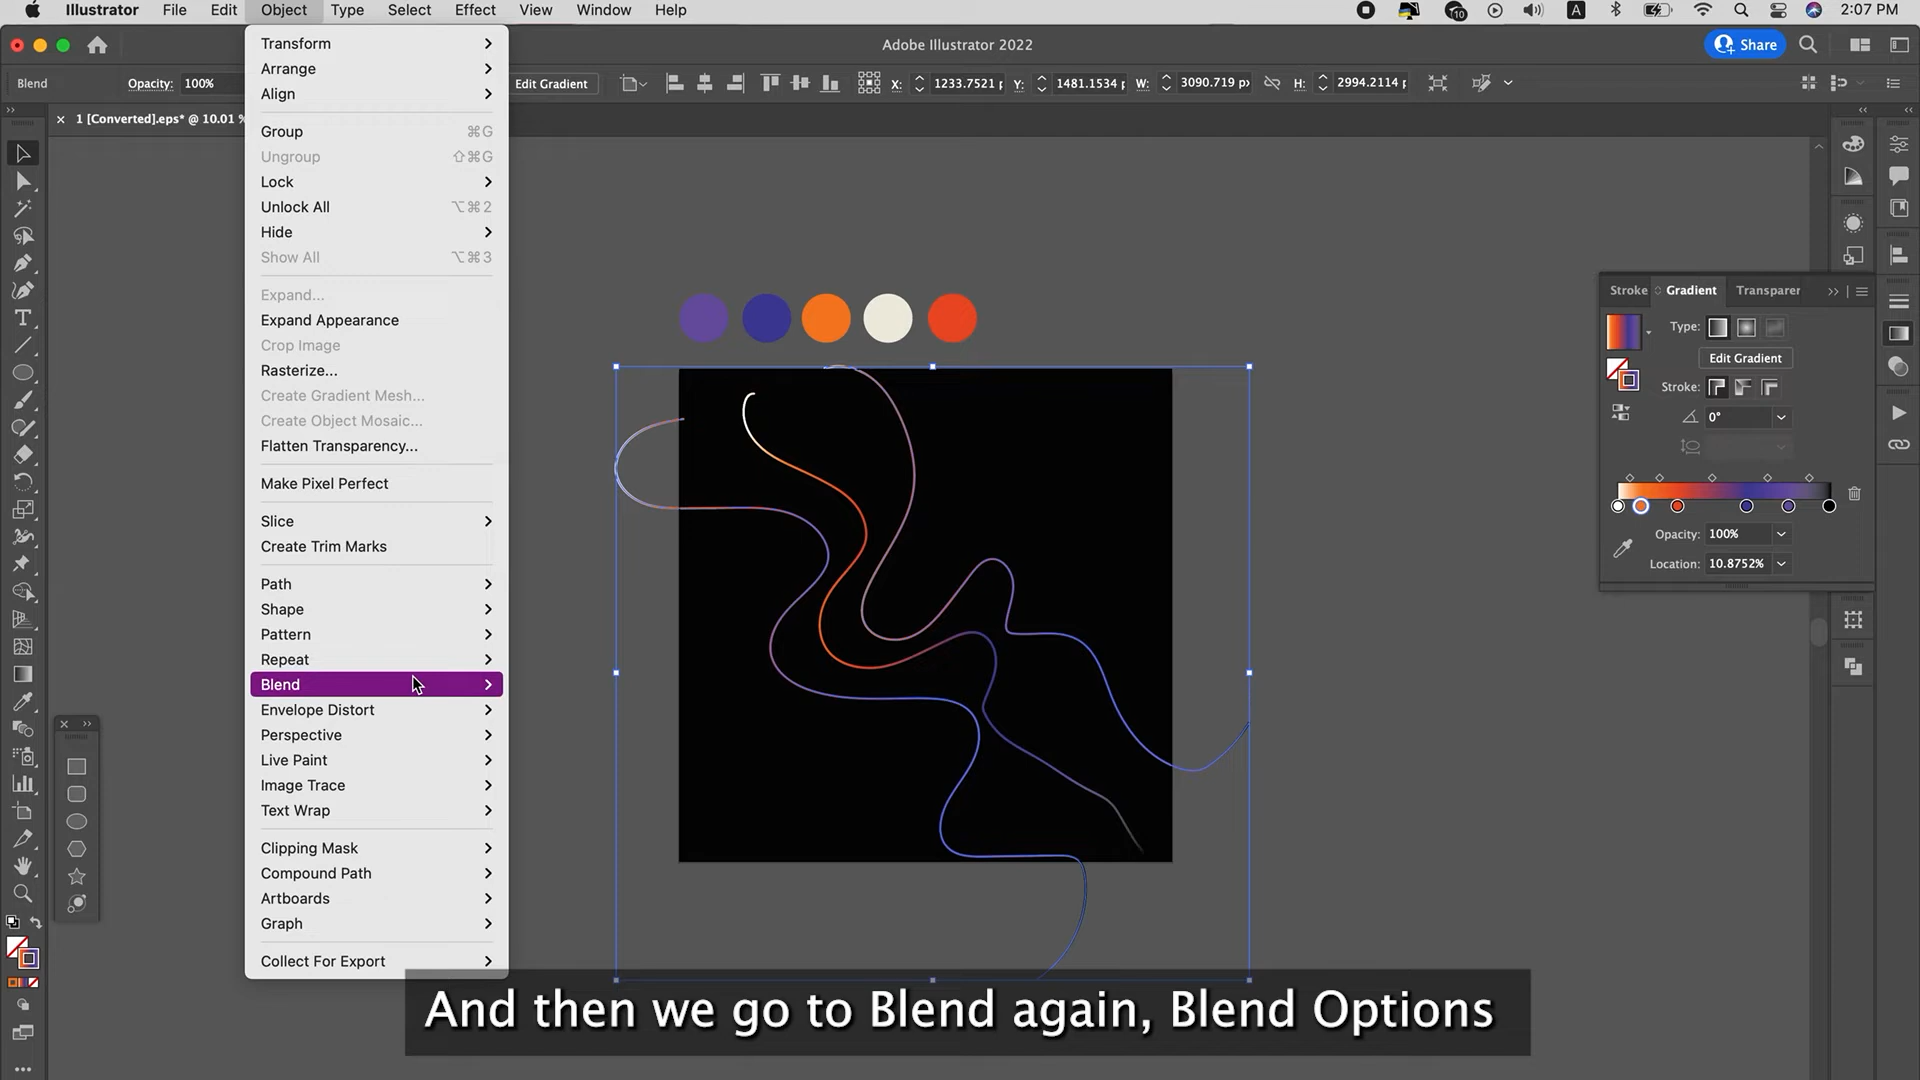 Illustrator File Edit Object Type Select Effect View Window Help
10 A 2:07 PM
Adobe Illustrator 2022
Share
Blend Opacity: 100% Edit Gradient X: 1233.7521 Y: 1481.1534 W: 3090.719 px H: 2994.2114
× 1 [Converted].eps* @ 10.01 %
Transform
Arrange
Align
Group ⌘G
Ungroup ⇧⌘G
Lock
Unlock All ⌥⌘2
Hide
Show All ⌥⌘3
Expand...
Expand Appearance
Crop Image
Rasterize...
Create Gradient Mesh...
Create Object Mosaic...
Flatten Transparency...
Make Pixel Perfect
Slice
Create Trim Marks
Path
Shape
Pattern
Repeat
Blend
Envelope Distort
Perspective
Live Paint
Image Trace
Text Wrap
Clipping Mask
Compound Path
Artboards
Graph
Collect For Export
Stroke Gradient Transparer
Type:
Edit Gradient
Stroke:
0°
Opacity: 100%
Location: 10.8752%
And then we go to Blend again, Blend Options